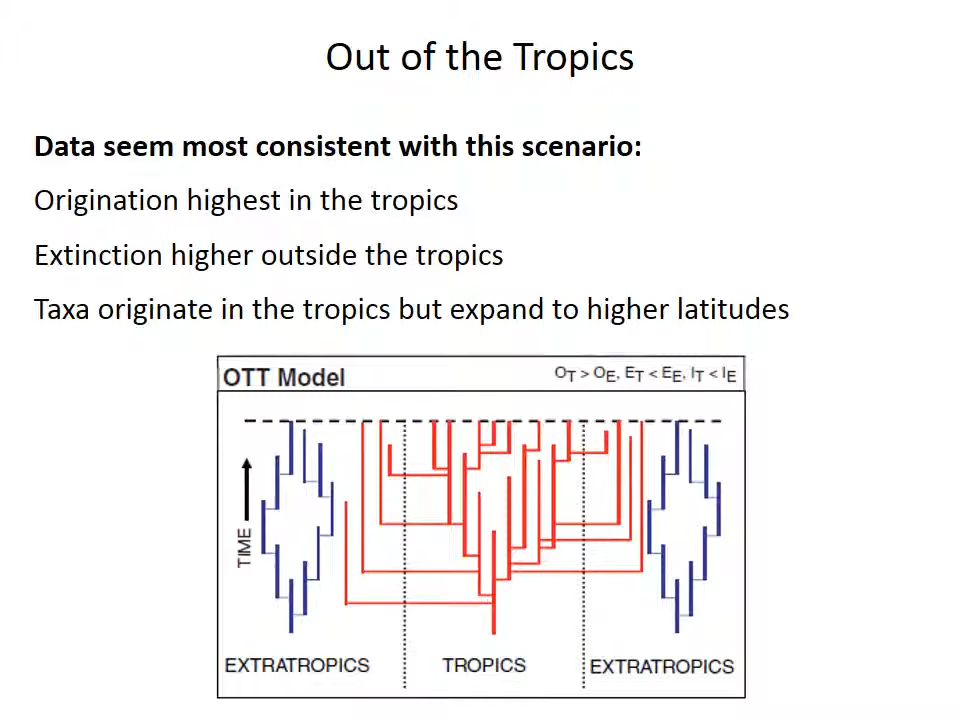 Out of the Tropics
Data seem most consistent with this scenario:
Origination highest in the tropics
Extinction higher outside the tropics
Taxa originate in the tropics but expand to higher latitudes
OTT Model
OT > OE, ET < EE, IT < IE
TIME
EXTRATROPICS
TROPICS
EXTRATROPICS